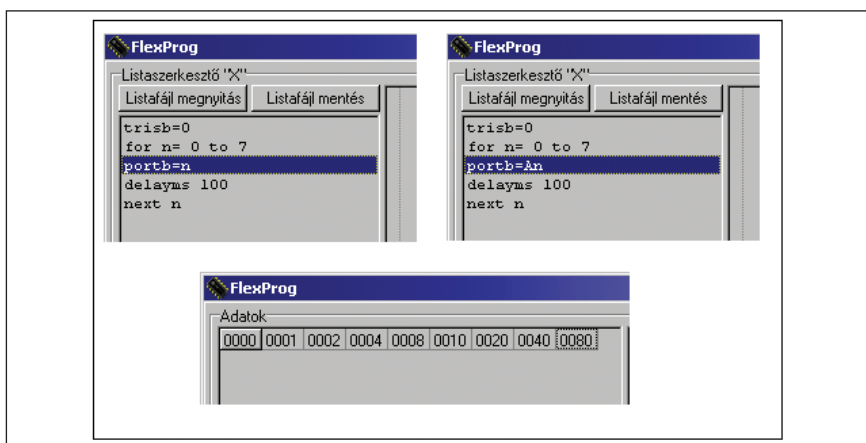 FlexProg
Listaszerkesztő "X"
Listafájl megnyitás Listafájl mentés
trisb=0
for n= 0 to 7
portb=n
delayms 100
next n
FlexProg
Listaszerkesztő "X"
Listafájl megnyitás Listafájl mentés
trisb=0
for n= 0 to 7
portb=An
delayms 100
next n
FlexProg
Adatok
0000 0001 0002 0004 0008 0010 0020 0040 0080